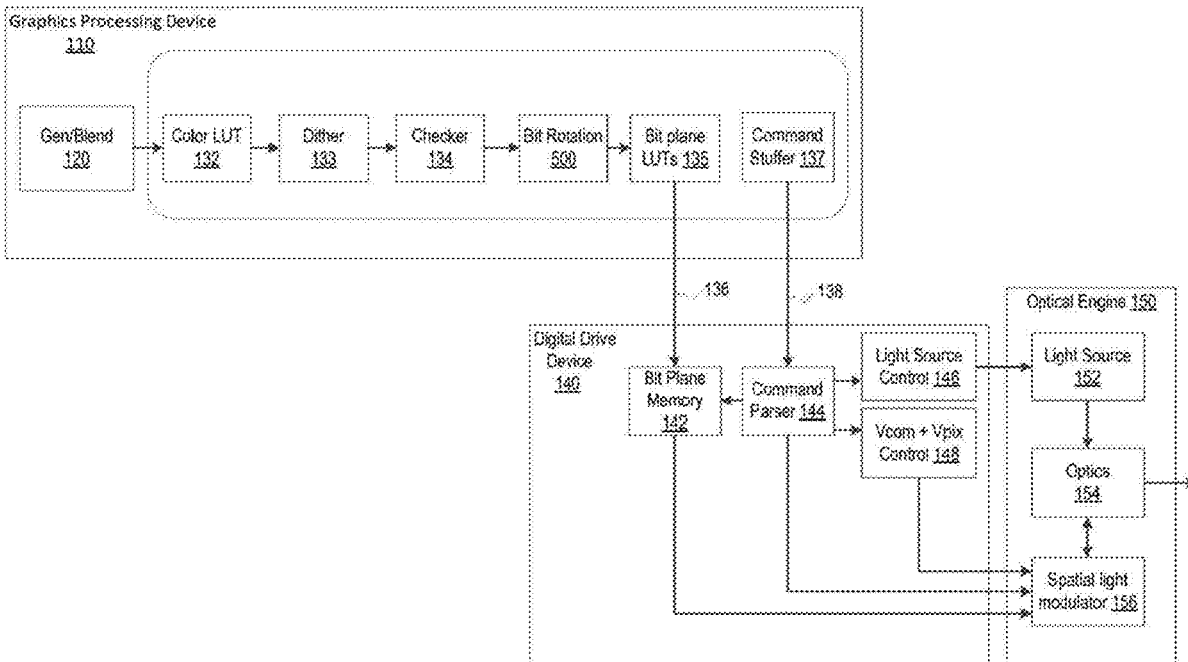 Graphics Processing Device
110
Gen/Blend
120
Color LUT
132
Dither
133
Checker
134
Bit Rotation
500
Bit plane
LUTs 135
Command
Stuffer 137
136
138
Digital Drive
Device
140
Bit Plane
Memory
142
Command
Parser 144
Light Source
Control 146
Vcom + Vpix
Control 148
Optical Engine 150
Light Source
152
Optics
154
Spatial light
modulator 156